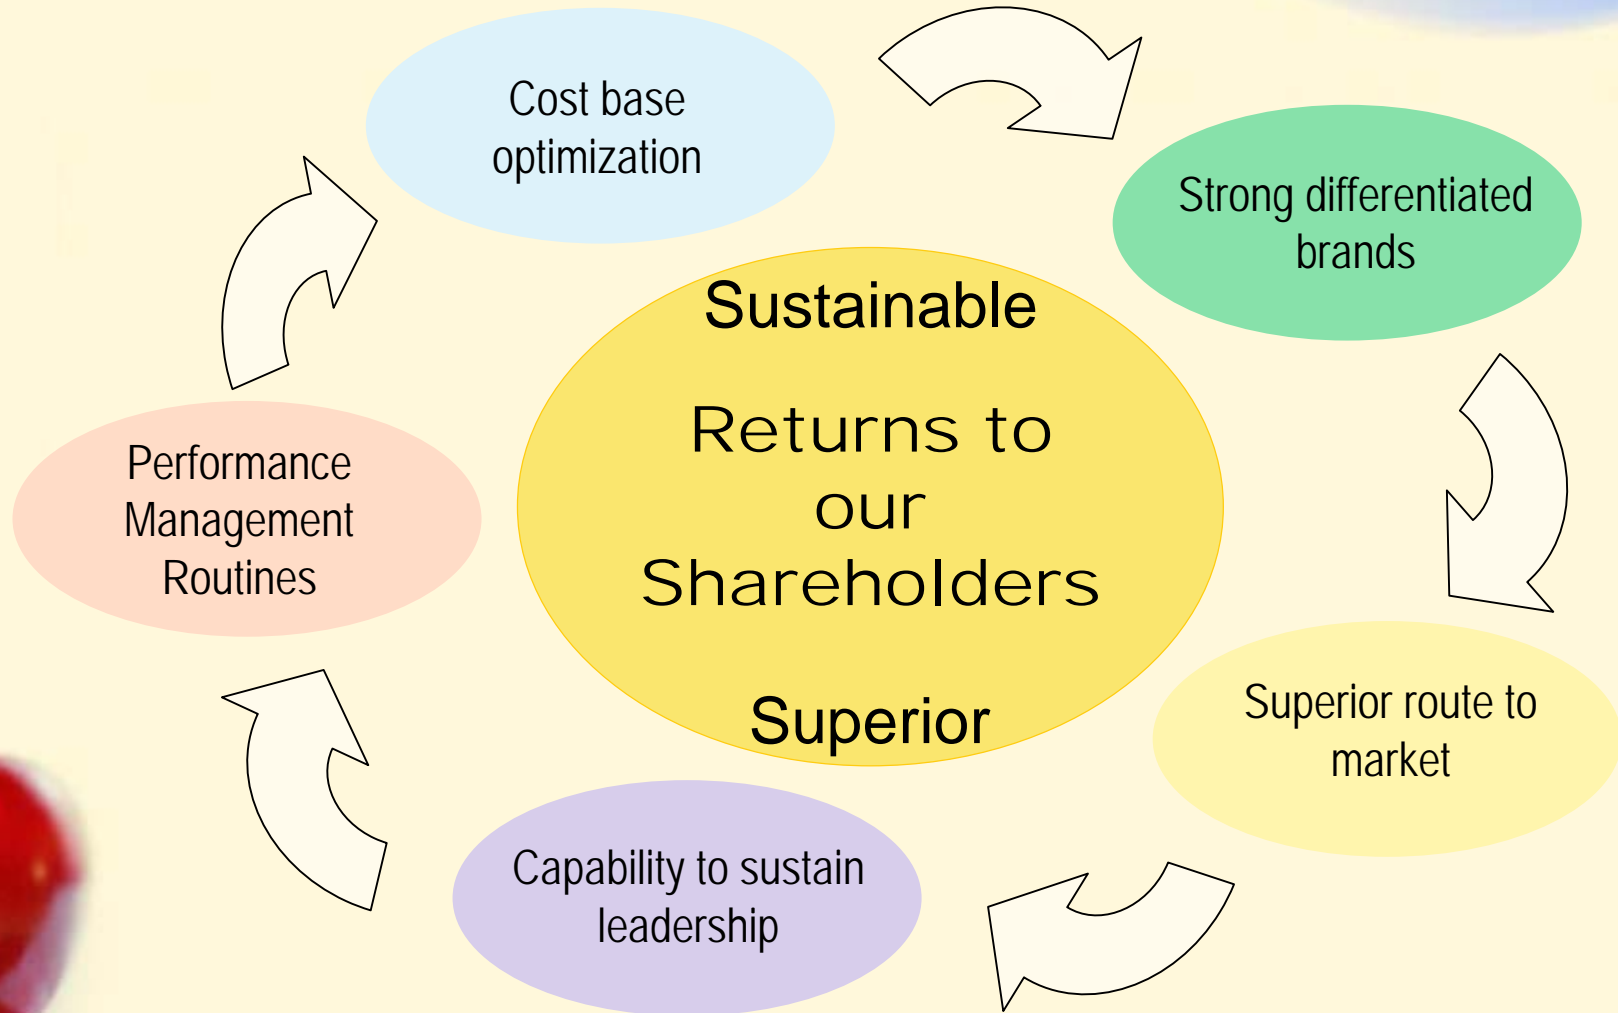 Cost base
optimization
Strong differentiated
brands
Sustainable
Returns to
our
Shareholders
Superior
Performance
Management
Routines
Superior route to
market
Capability to sustain
leadership